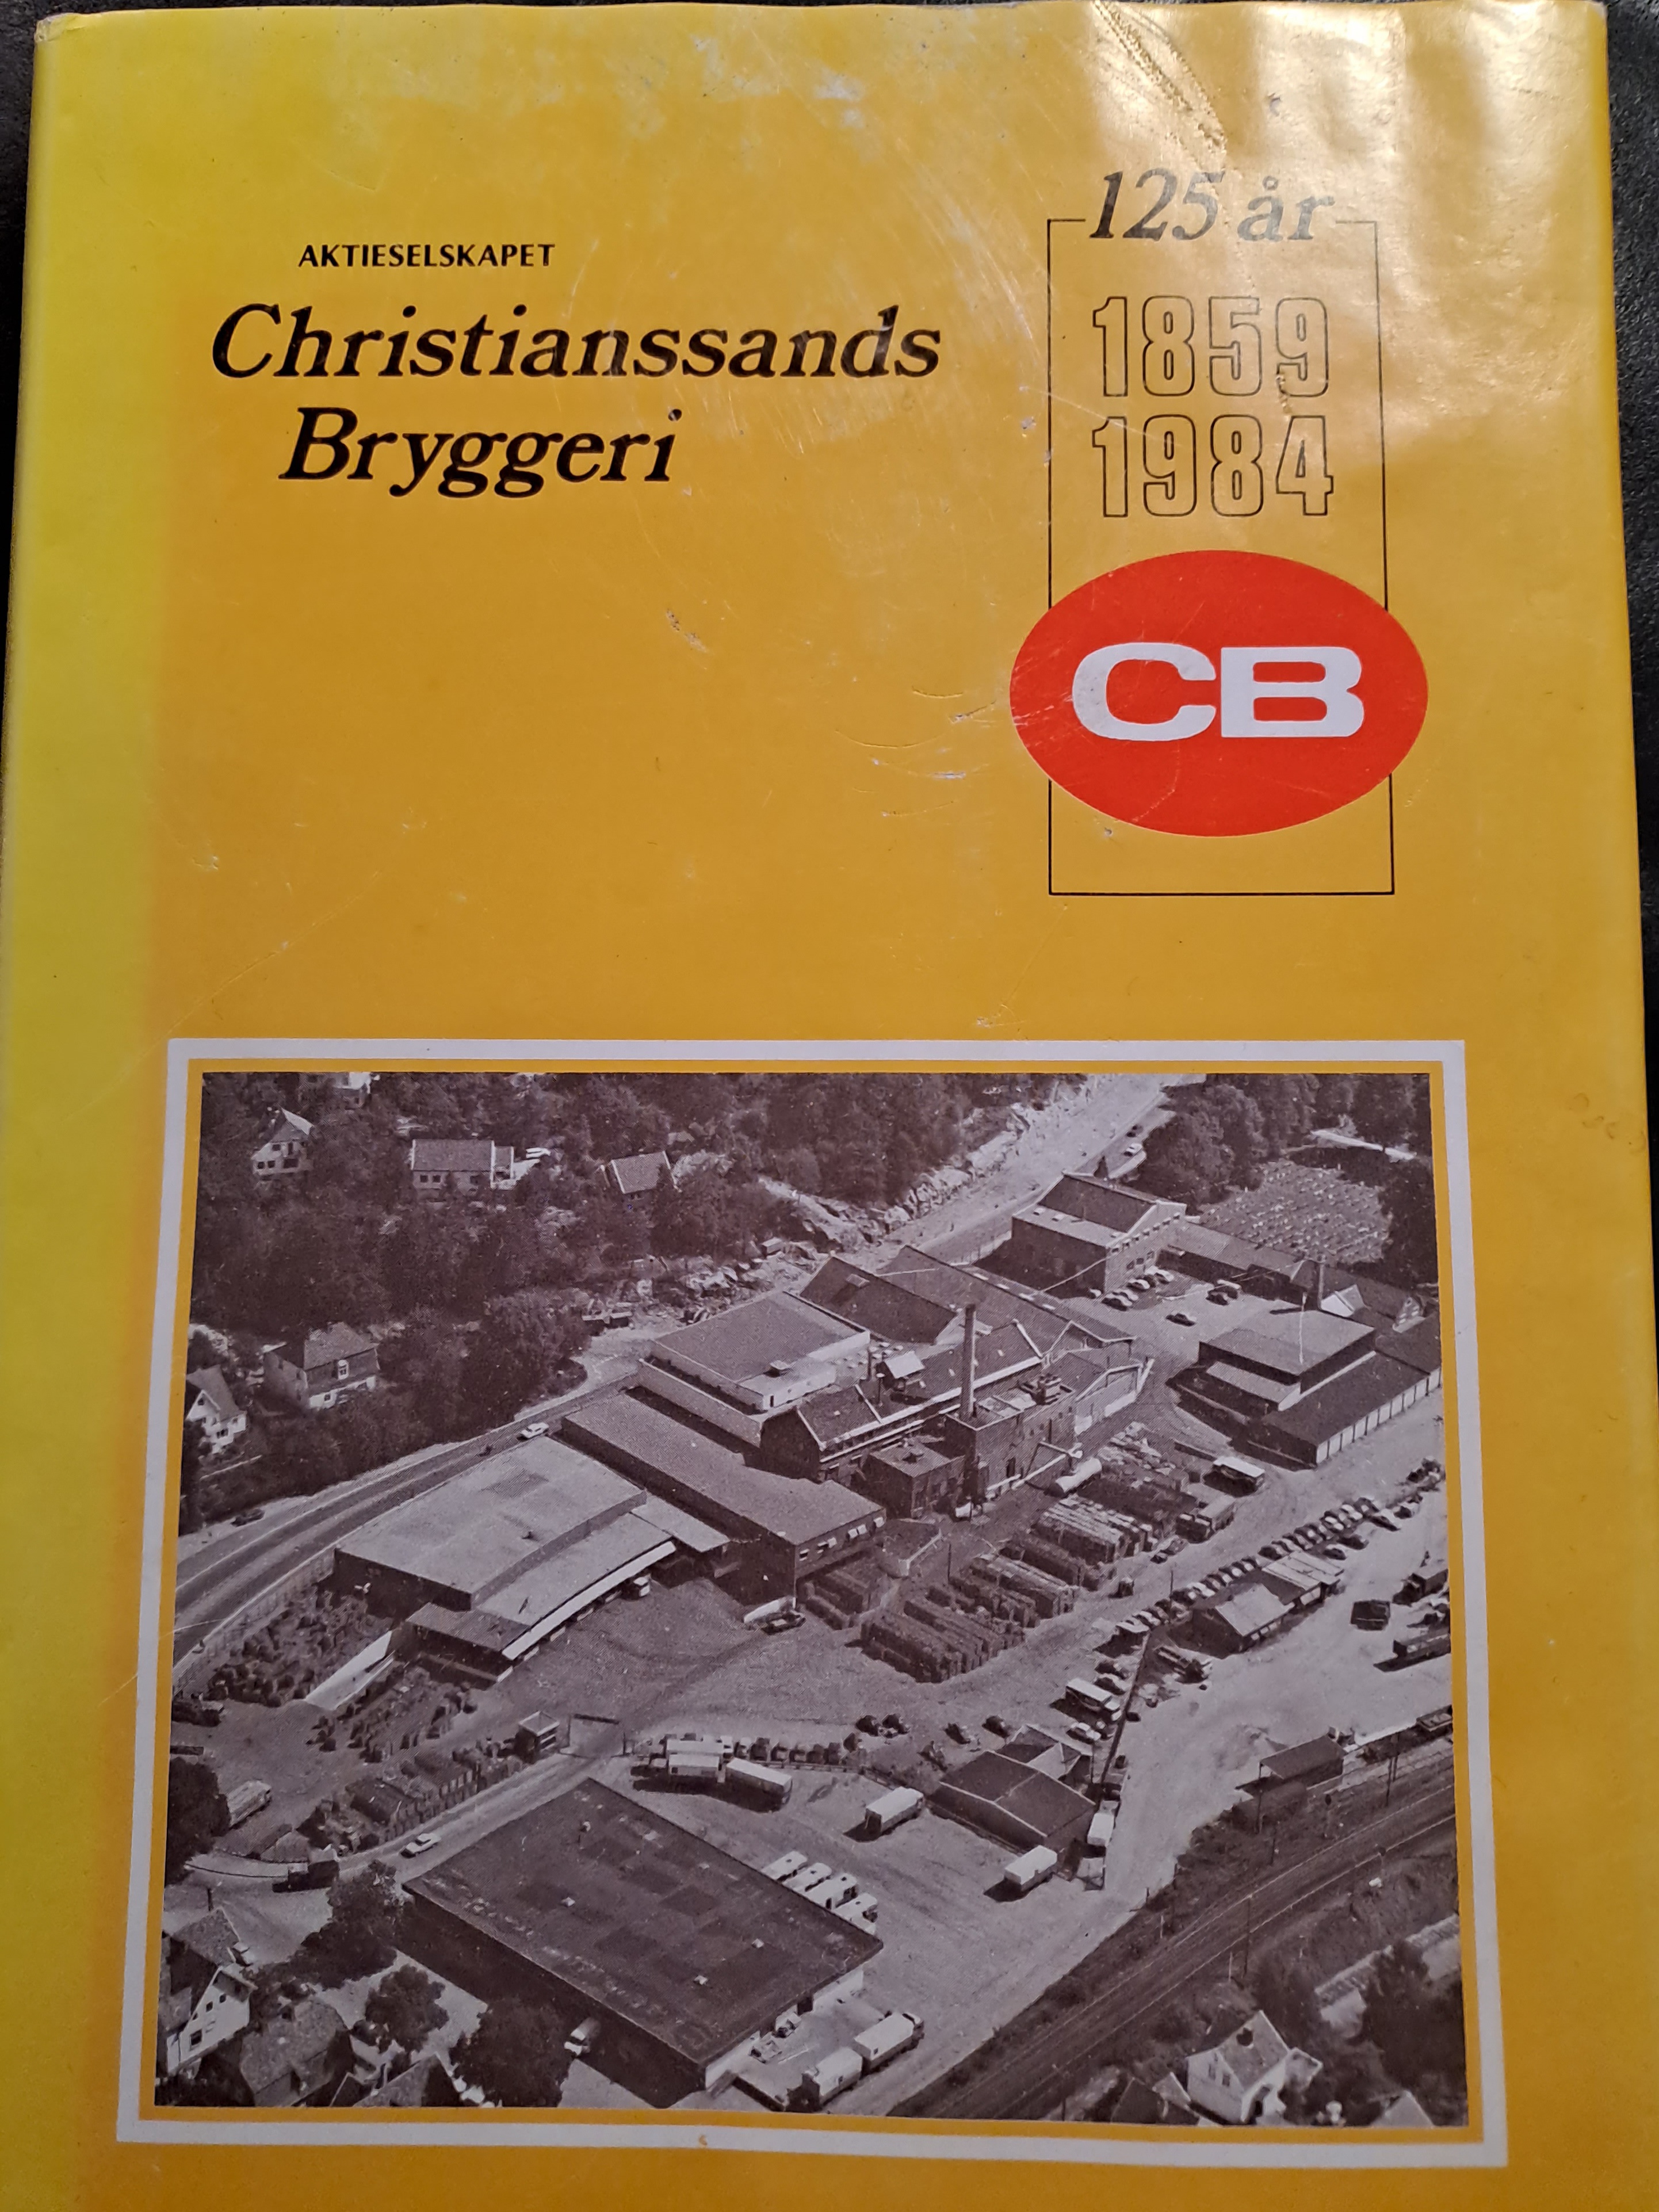 AKTIESELSKAPET
Christianssands
Bryggeri
125 år
1859
1984
CB